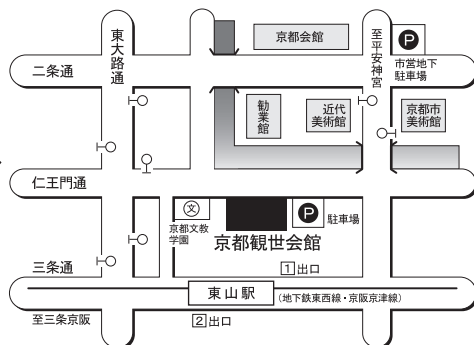 東大路通
京都会館
至平安神宮
P
市営地下
駐車場
二条通
勧業館
近代
美術館
京都市
美術館
仁王門通
文
京都文教
学園
P
駐車場
京都観世会館
三条通
1 出口
東山駅
(地下鉄東西線・京阪京津線)
至三条京阪
2 出口